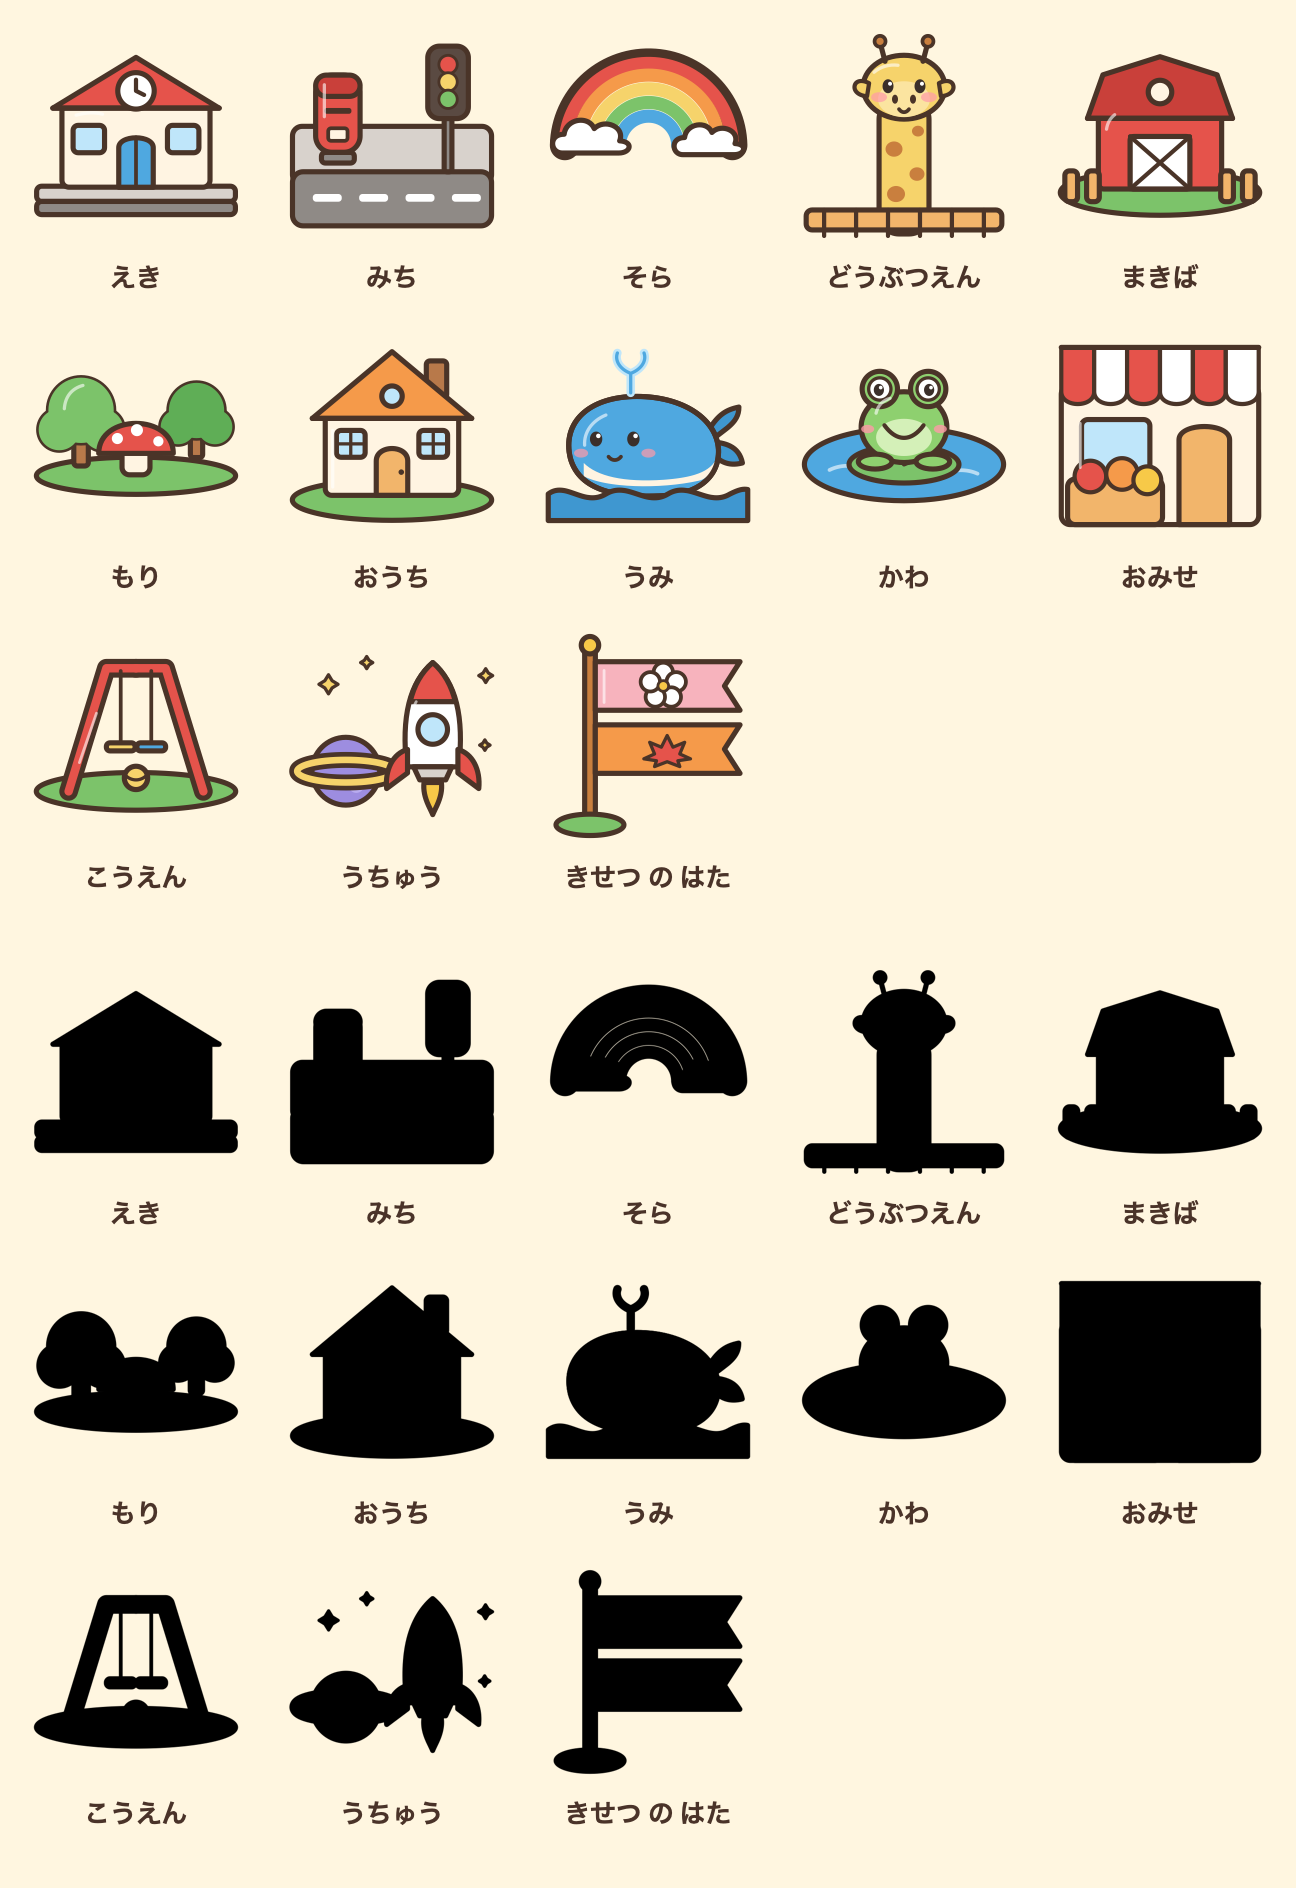 えき
みち
そら
どうぶつえん
まきば
もり
おうち
うみ
かわ
おみせ
こうえん
うちゅう
きせつ の はた
えき
みち
そら
どうぶつえん
まきば
もり
おうち
うみ
かわ
おみせ
こうえん
うちゅう
きせつ の はた